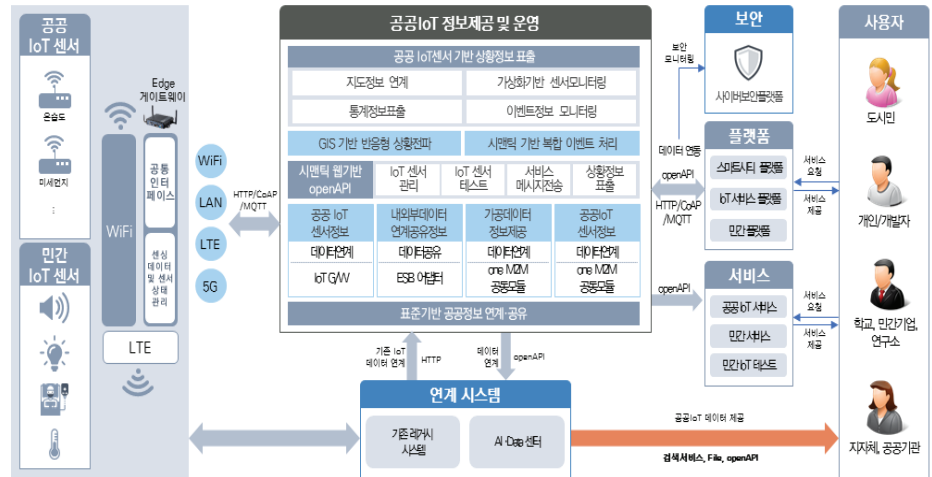 공공
IoT 센서
온습도
미세먼지
:
민간
IoT 센서
Edge
게이트웨이
WiFi
공통
인터
페이스
센싱
데이터
및 센서
상태
관리
LTE
WiFi
LAN
LTE
5G
HTTP/CoAP
/MQTT
공공IoT 정보제공 및 운영
공공 IoT센서 기반 상황정보 표출
지도정보 연계
가상화기반 센서모니터링
통계정보표출
이벤트정보 모니터링
GIS 기반 반응형 상황전파
시맨틱 기반 복합 이벤트 처리
시맨틱 웹기반
openAPI
IoT 센서
관리
IoT 센서
테스트
서비스
메시지전송
상황정보
표출
공공 IoT
센서정보
데이터연계
IoT G/W
내외부데이터
연계공유정보
데이터공유
ESB 어댑터
가공데이터
정보제공
데이터연계
one M2M
공통모듈
공공IoT
센서정보
데이터연계
one M2M
공통모듈
표준기반 공공정보 연계·공유
기존 IoT
데이터 연계
HTTP
데이터
연계
openAPI
연계 시스템
기존 레거시
시스템
AI·Data 센터
보안
모니터링
데이터 연동
openAPI
HTTP/CoAP
/MQTT
openAPI
보안
사이버보안플랫폼
플랫폼
스마트시티 플랫폼
IoT서비스 플랫폼
민간 플랫폼
서비스
공공IoT 서비스
민간 서비스
민간IoT 테스트
서비스
요청
서비스
제공
서비스
요청
서비스
제공
공공IoT 데이터 제공
검색서비스, File, openAPI
사용자
도시민
개인/개발자
학교, 민간기업,
연구소
지자체, 공공기관